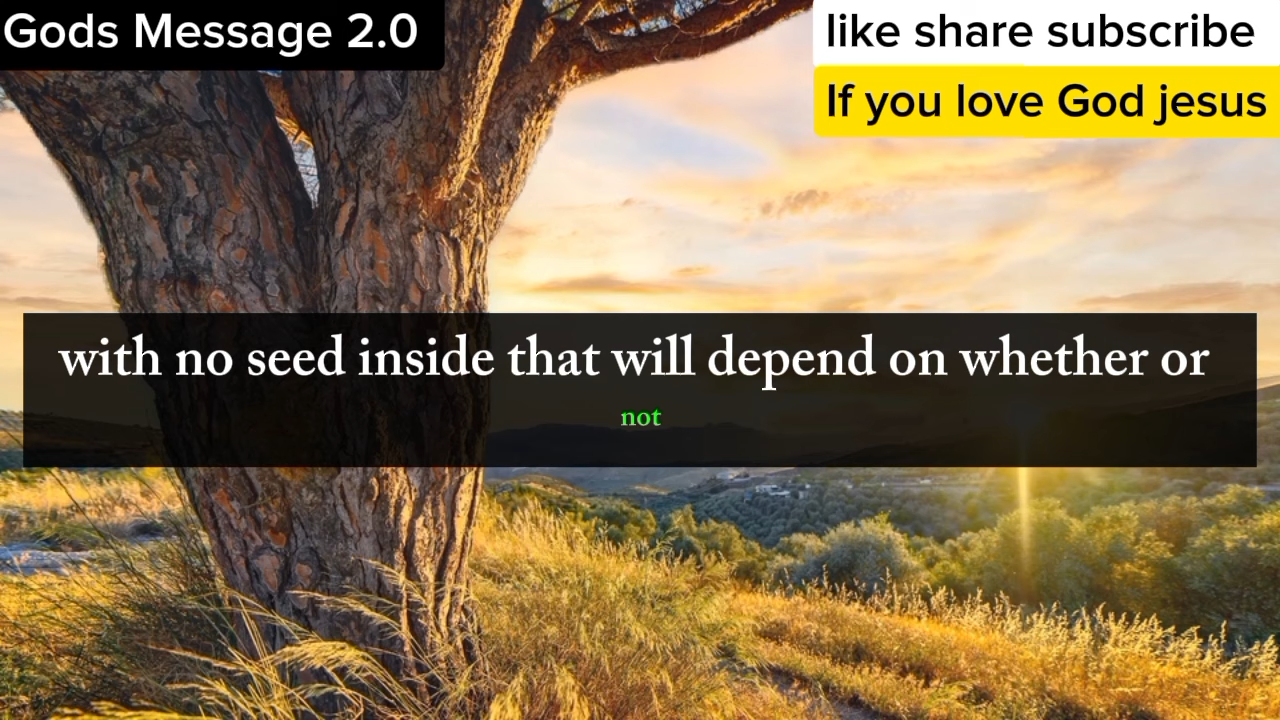 Gods Message 2.0
like share subscribe
If you love God jesus
with no seed inside that will depend on whether or
not